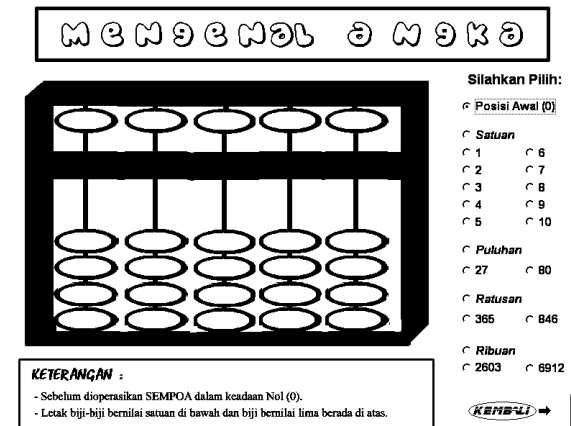 MENGENAL ANGKA
Silahkan Pilih:
Posisi Awal (0)
Satuan
1 6
2 7
3 8
4 9
5 10
Puluhan
27 80
Ratusan
365 846
Ribuan
2603 6912
KETERANGAN :
- Sebelum dioperasikan SEMPOA dalam keadaan Nol (0).
- Letak biji-biji bernilai satuan di bawah dan biji bernilai lima berada di atas.
KEMBALI